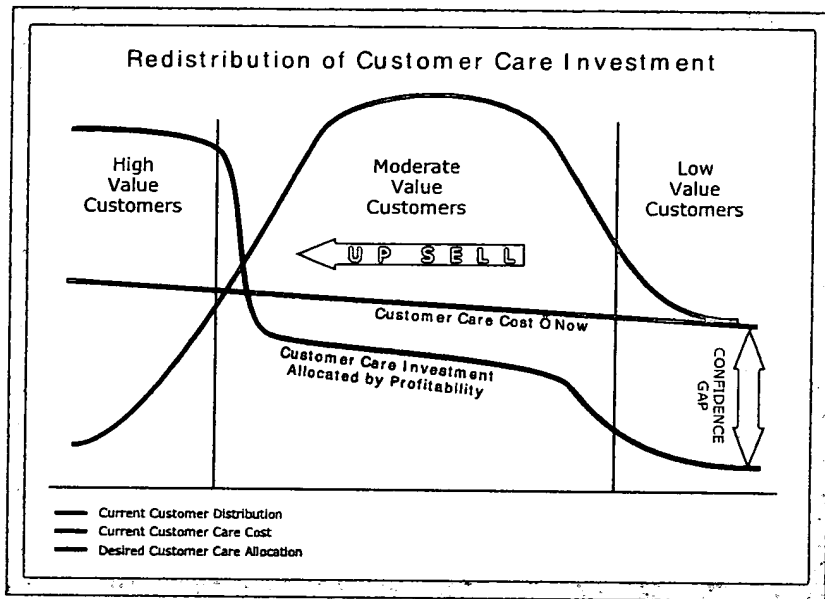 Redistribution of Customer Care Investment
High
Value
Customers
Moderate
Value
Customers
Low
Value
Customers
UP SELL
Customer Care Cost Ö Now
Customer Care Investment
Allocated by Profitability
CONFIDENCE
GAP
Current Customer Distribution
Current Customer Care Cost
Desired Customer Care Allocation